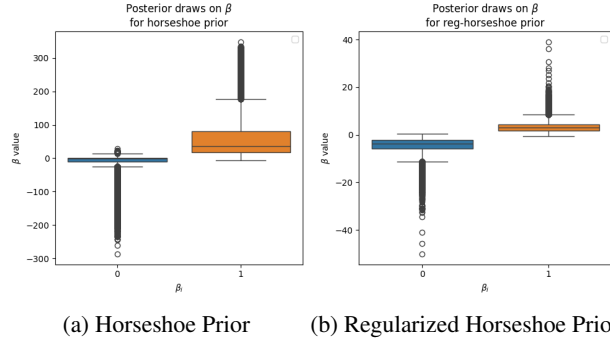 Posterior draws on β
for horseshoe prior
300
200
100
0
−100
−200
−300
β value
0
1
βᵢ
Posterior draws on β
for reg-horseshoe prior
40
20
0
−20
−40
β value
0
1
βᵢ
(a) Horseshoe Prior
(b) Regularized Horseshoe Prio